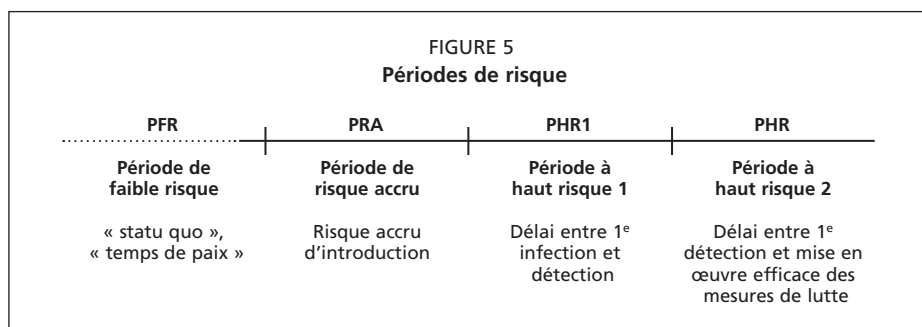 FIGURE 5
Périodes de risque
PFR PRA PHR1 PHR
Période de faible risque
Période de risque accru
Période à haut risque 1
Période à haut risque 2
« statu quo »,
« temps de paix »
Risque accru
d'introduction
Délai entre 1e
infection et
détection
Délai entre 1e
détection et mise en
œuvre efficace des
mesures de lutte